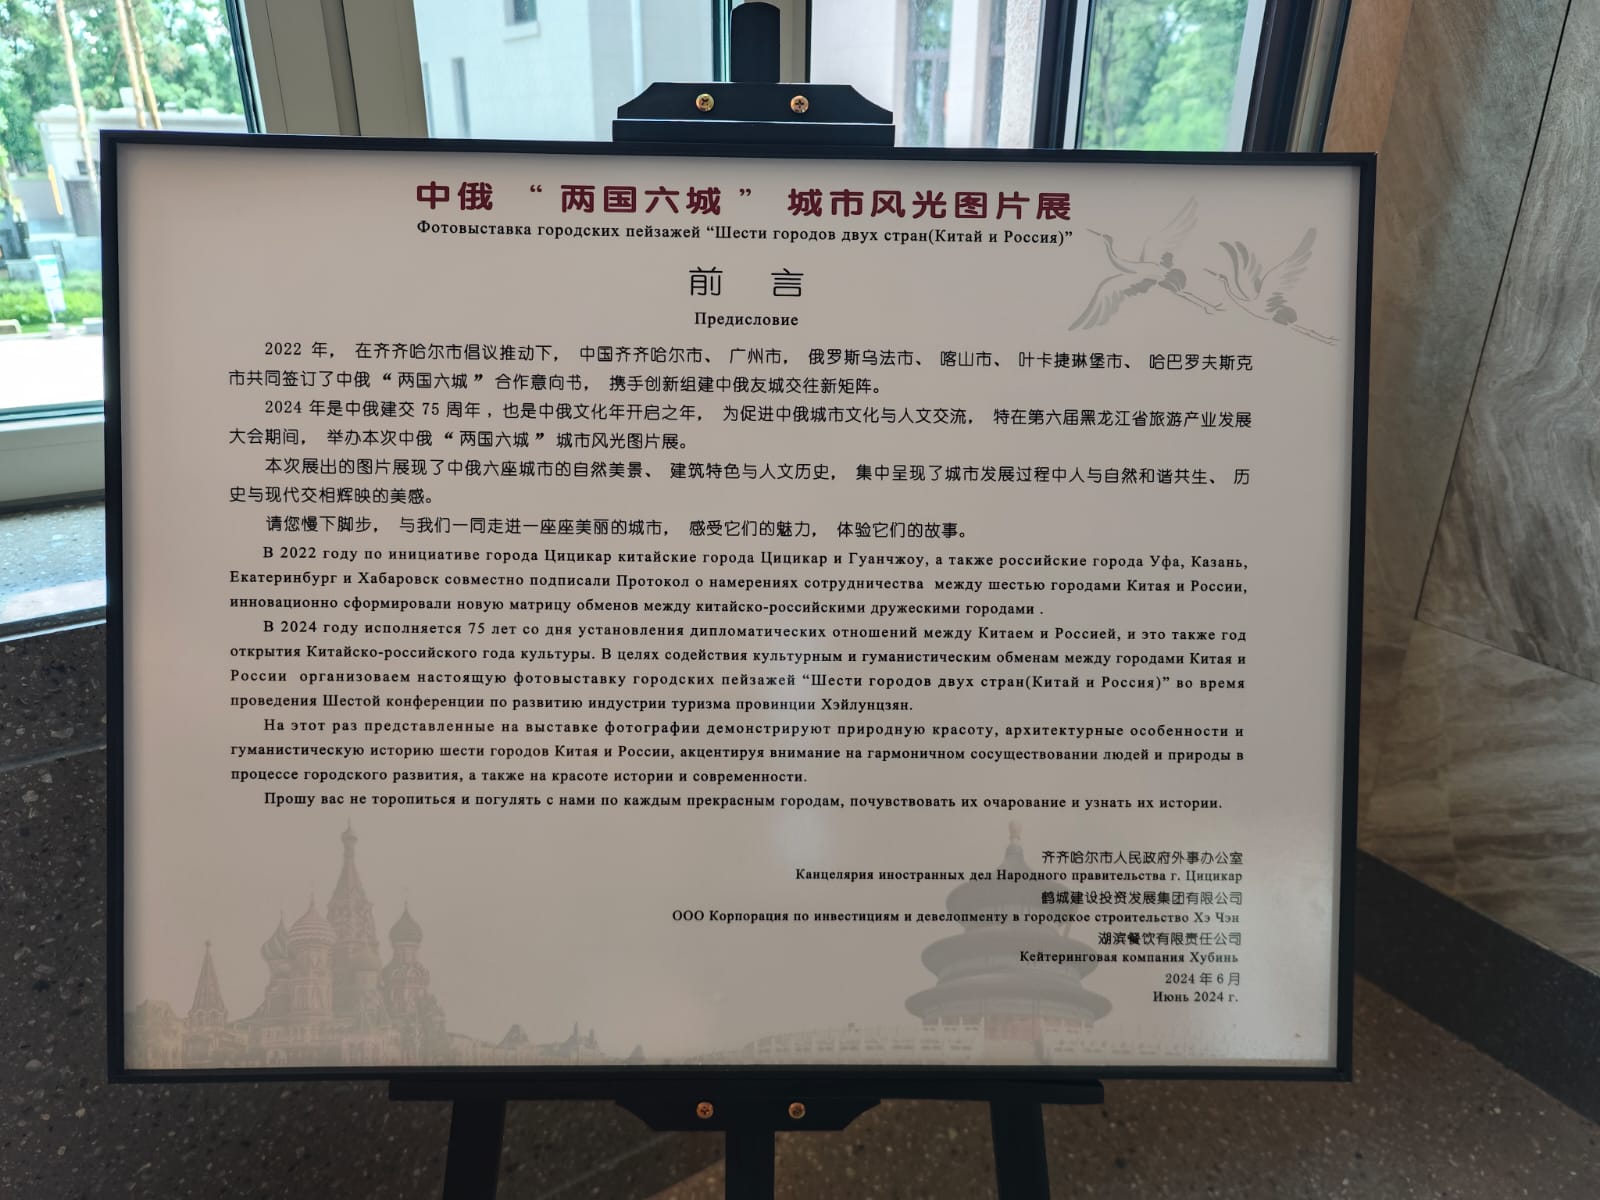 中俄 “ 两国六城 ” 城市风光图片展
Фотовыставка городских пейзажей “Шести городов двух стран(Китай и Россия)”
前 言
Предисловие
2022 年， 在齐齐哈尔市倡议推动下， 中国齐齐哈尔市、 广州市， 俄罗斯乌法市、 喀山市、 叶卡捷琳堡市、 哈巴罗夫斯克
市共同签订了中俄 “ 两国六城 ” 合作意向书， 携手创新组建中俄友城交往新矩阵。
2024 年是中俄建交 75 周年 , 也是中俄文化年开启之年， 为促进中俄城市文化与人文交流， 特在第六届黑龙江省旅游产业发展
大会期间， 举办本次中俄 “ 两国六城 ” 城市风光图片展。
本次展出的图片展现了中俄六座城市的自然美景、 建筑特色与人文历史， 集中呈现了城市发展过程中人与自然和谐共生、 历
史与现代交相辉映的美感。
请您慢下脚步， 与我们一同走进一座座美丽的城市， 感受它们的魅力， 体验它们的故事。
В 2022 году по инициативе города Цицикар китайские города Цицикар и Гуанчжоу, а также российские города Уфа, Казань,
Екатеринбург и Хабаровск совместно подписали Протокол о намерениях сотрудничества между шестью городами Китая и России,
инновационно сформировали новую матрицу обменов между китайско-российскими дружескими городами .
В 2024 году исполняется 75 лет со дня установления дипломатических отношений между Китаем и Россией, и это также год
открытия Китайско-российского года культуры. В целях содействия культурным и гуманистическим обменам между городами Китая и
России организоваем настоящую фотовыставку городских пейзажей “Шести городов двух стран(Китай и Россия)” во время
проведения Шестой конференции по развитию индустрии туризма провинции Хэйлунцзян.
На этот раз представленные на выставке фотографии демонстрируют природную красоту, архитектурные особенности и
гуманистическую историю шести городов Китая и России, акцентируя внимание на гармоничном сосуществовании людей и природы в
процессе городского развития, а также на красоте истории и современности.
Прошу вас не торопиться и погулять с нами по каждым прекрасным городам, почувствовать их очарование и узнать их истории.
齐齐哈尔市人民政府外事办公室
Канцелярия иностранных дел Народного правительства г. Цицикар
鹤城建设投资发展集团有限公司
ООО Корпорация по инвестициям и девелопменту в городское строительство Хэ Чэн
湖滨餐饮有限责任公司
Кейтеринговая компания Хубинь
2024 年 6 月
Июнь 2024 г.